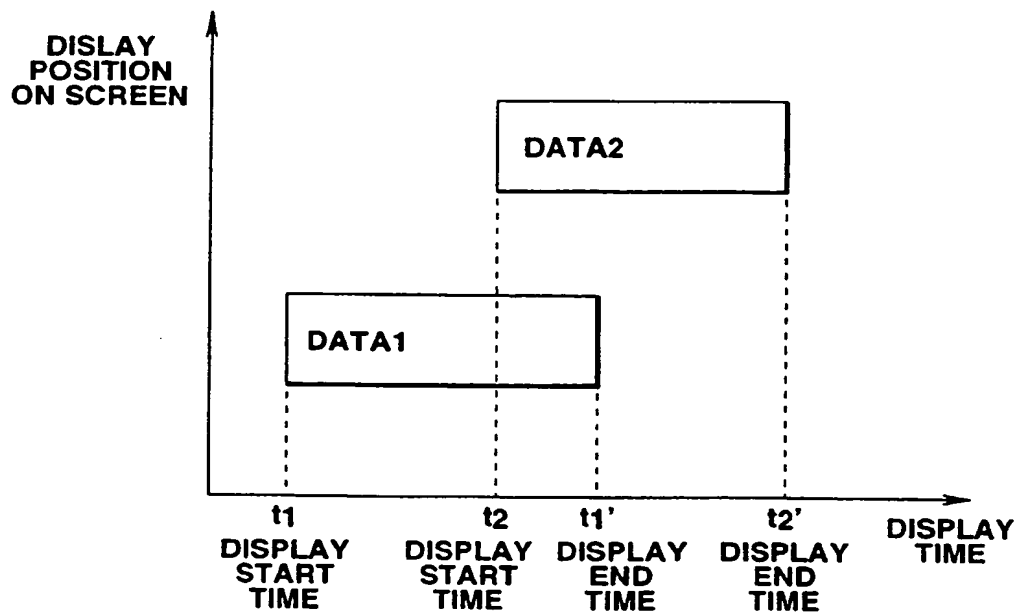 DISLAY
POSITION
ON SCREEN
DATA2
DATA1
t1
DISPLAY
START
TIME
t2
DISPLAY
START
TIME
t1'
DISPLAY
END
TIME
t2'
DISPLAY
END
TIME
DISPLAY
TIME